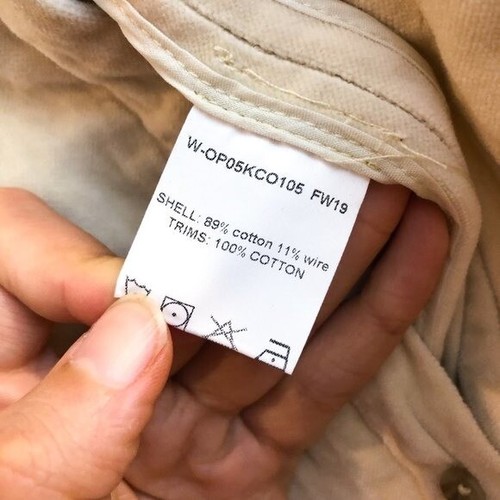 W-OP05KCO105 FW19
SHELL: 89% cotton 11% wire
TRIMS: 100% COTTON